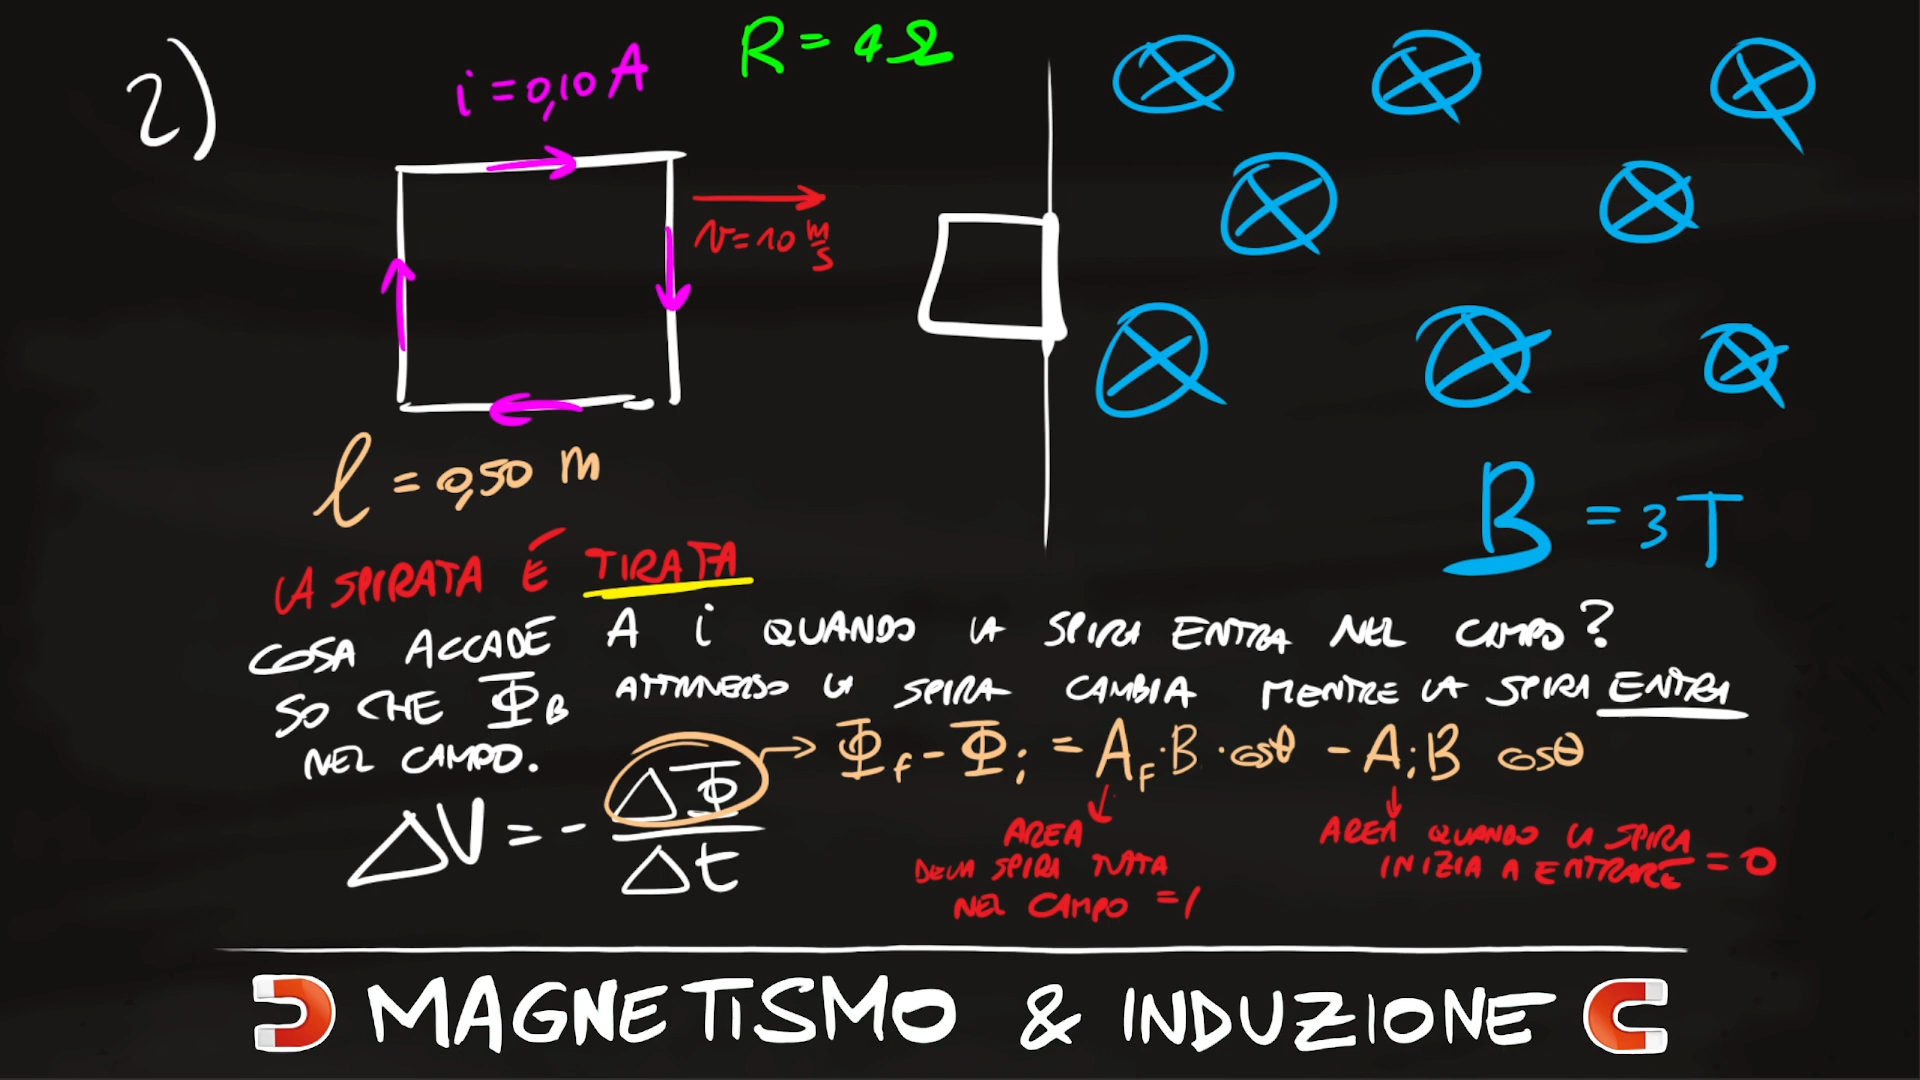 2)
i = 0,10 A
R = 4 Ω
v = 10 m/s
l = 0,50 m
B = 3 T
LA SPIRATA É TIRATA
COSA ACCADE A i QUANDO LA SPIRA ENTRA NEL CAMPO?
SO CHE Φ_B ATTRAVERSO LA SPIRA CAMBIA MENTRE LA SPIRA ENTRA
NEL CAMPO.
ΔV = - ΔΦ/Δt → Φ_f - Φ_i = A_F · B · cosθ - A_i B cosθ
AREA
DELLA SPIRA TUTTA
NEL CAMPO = l
AREA QUANDO LA SPIRA
INIZIA A ENTRARE = 0
MAGNETISMO & INDUZIONE